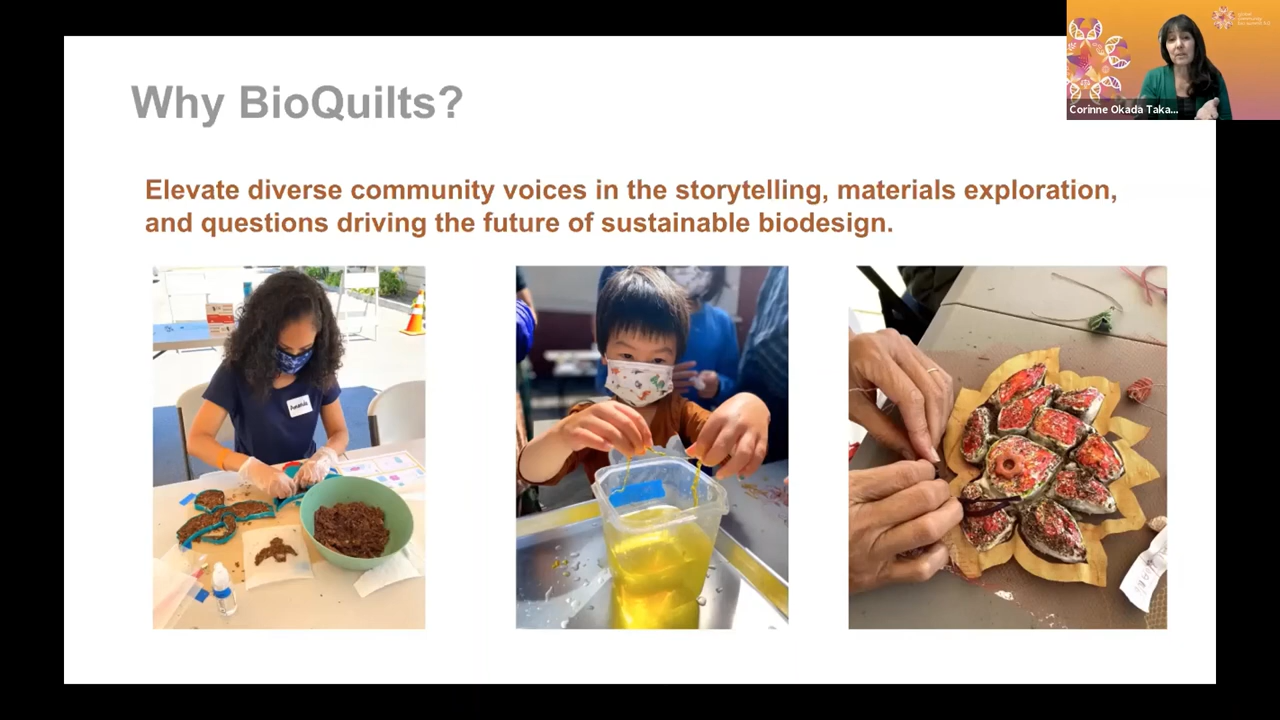 Why BioQuilts?
Elevate diverse community voices in the storytelling, materials exploration,
and questions driving the future of sustainable biodesign.
Corinne Okada Taka...